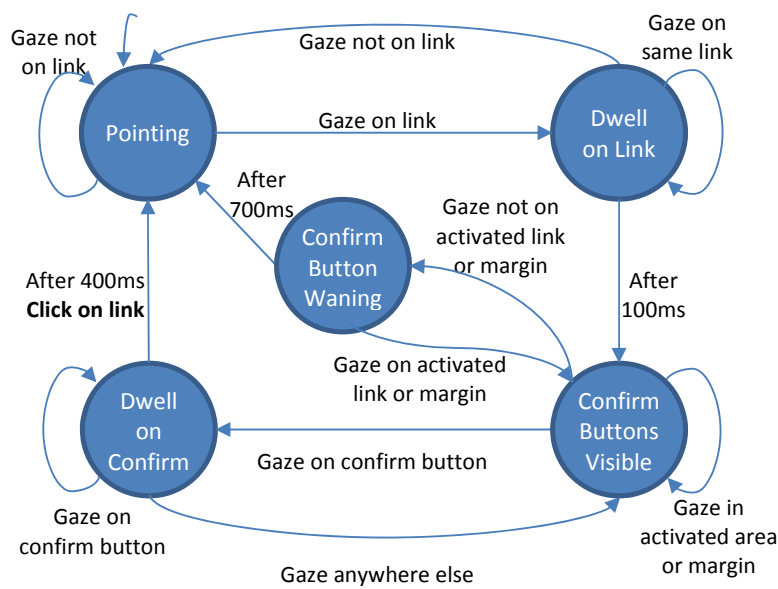 Gaze not
on link
Gaze not on link
Gaze on
same link
Pointing
Gaze on link
Dwell
on Link
After
700ms
Confirm
Button
Waning
Gaze not on
activated link
or margin
After 400ms
Click on link
After
100ms
Gaze on activated
link or margin
Dwell
on
Confirm
Gaze on confirm button
Confirm
Buttons
Visible
Gaze on
confirm button
Gaze in
activated area
or margin
Gaze anywhere else